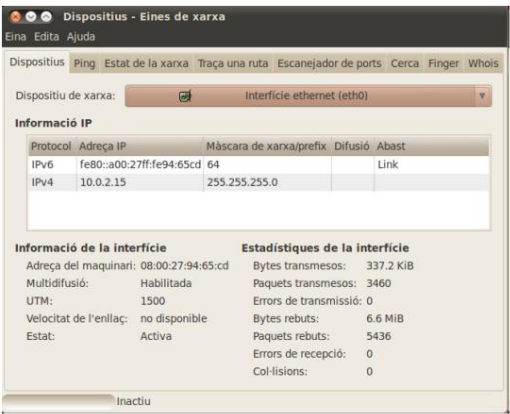 Dispositius - Eines de xarxa
Eina Edita Ajuda
Dispositius Ping Estat de la xarxa Traça una ruta Escanejador de ports Cerca Finger Whois
Dispositiu de xarxa: Interfície ethernet (eth0)
Informació IP
Protocol Adreça IP Màscara de xarxa/prefix Difusió Abast
IPv6 fe80::a00:27ff:fe94:65cd 64 Link
IPv4 10.0.2.15 255.255.255.0
Informació de la interfície Estadístiques de la interfície
Adreça del maquinari: 08:00:27:94:65:cd Bytes transmesos: 337.2 KiB
Multidifusió: Habilitada Paquets transmesos: 3460
UTM: 1500 Errors de transmissió: 0
Velocitat de l'enllaç: no disponible Bytes rebuts: 6.6 MiB
Estat: Activa Paquets rebuts: 5436
Errors de recepció: 0
Col·lisions: 0
Inactiu